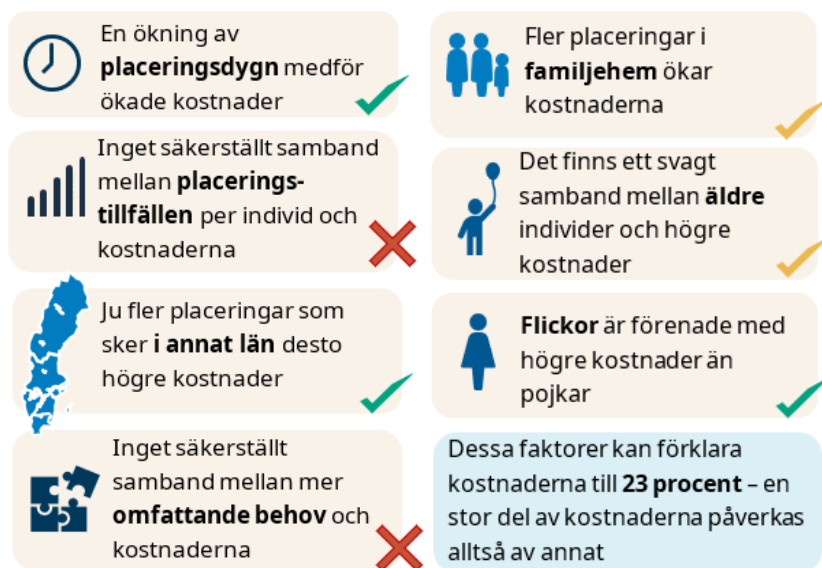 En ökning av
placeringsdygn medför
ökade kostnader
Fler placeringar i
familjehem ökar
kostnaderna
Inget säkerställt samband
mellan placerings-
tillfällen per individ och
kostnaderna
Det finns ett svagt
samband mellan äldre
individer och högre
kostnader
Ju fler placeringar som
sker i annat län desto
högre kostnader
Flickor är förenade med
högre kostnader än
pojkar
Inget säkerställt
samband mellan mer
omfattande behov och
kostnaderna
Dessa faktorer kan förklara
kostnaderna till 23 procent – en
stor del av kostnaderna påverkas
alltså av annat